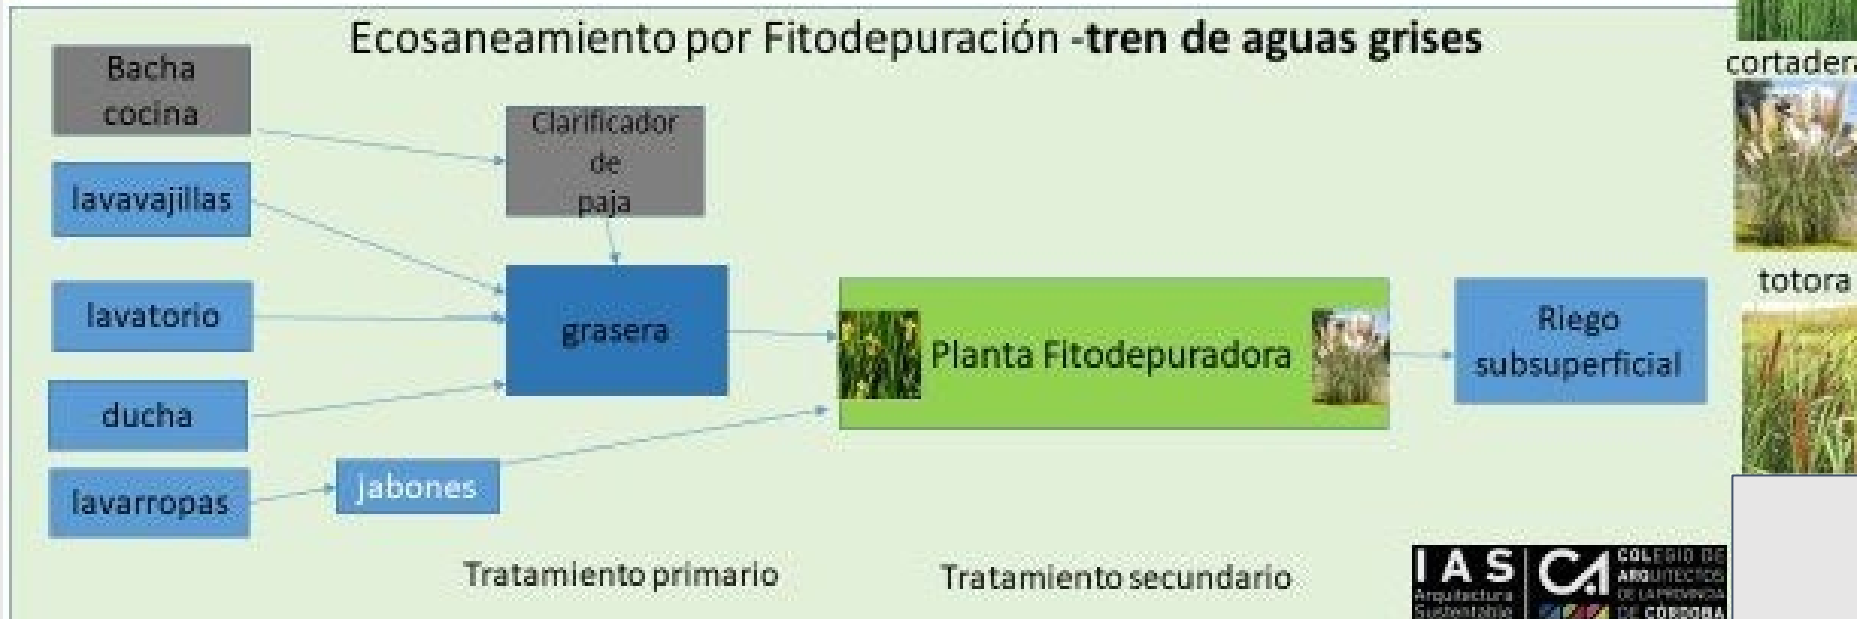 Ecosaneamiento por Fitodepuración -tren de aguas grises
Bacha
cocina
Clarificador
de
paja
lavavajillas
lavatorio
grasera
ducha
lavarropas
jabones
Planta Fitodepuradora
Riego
subsuperficial
cortadera
totora
Tratamiento primario
Tratamiento secundario
IAS
Arquitectura
Sustentable
CA
COLEGIO DE
ARQUITECTOS
DE LA PROVINCIA
DE CÓRDOBA